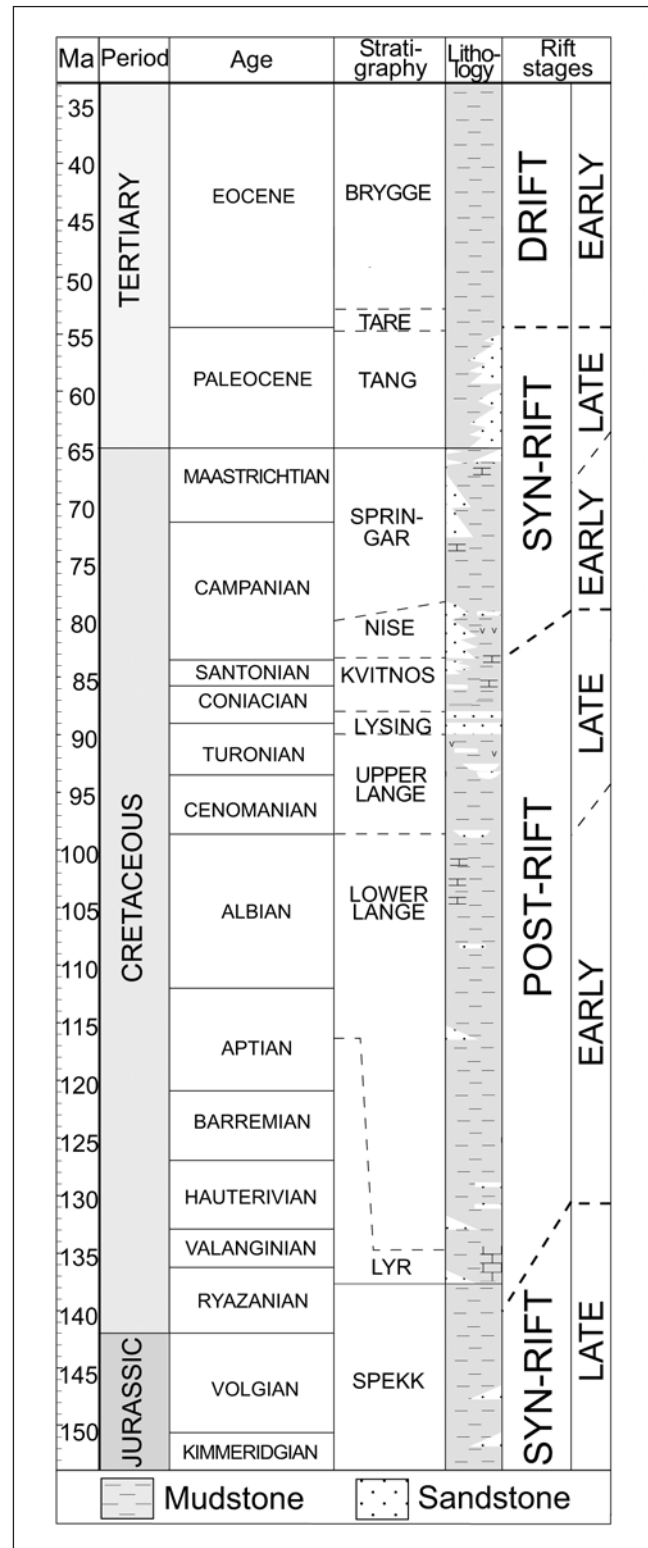 Ma
Period
Age
Strati-
graphy
Litho-
logy
Rift
stages
35
40
45
50
55
60
65
70
75
80
85
90
95
100
105
110
115
120
125
130
135
140
145
150
TERTIARY
CRETACEOUS
JURASSIC
EOCENE
PALEOCENE
MAASTRICHTIAN
CAMPANIAN
SANTONIAN
CONIACIAN
TURONIAN
CENOMANIAN
ALBIAN
APTIAN
BARREMIAN
HAUTERIVIAN
VALANGINIAN
RYAZANIAN
VOLGIAN
KIMMERIDGIAN
BRYGGE
TARE
TANG
SPRIN-
GAR
NISE
KVITNOS
LYSING
UPPER
LANGE
LOWER
LANGE
LYR
SPEKK
v v
v
v
DRIFT
SYN-RIFT
POST-RIFT
SYN-RIFT
EARLY
LATE
EARLY
LATE
EARLY
LATE
Mudstone
Sandstone